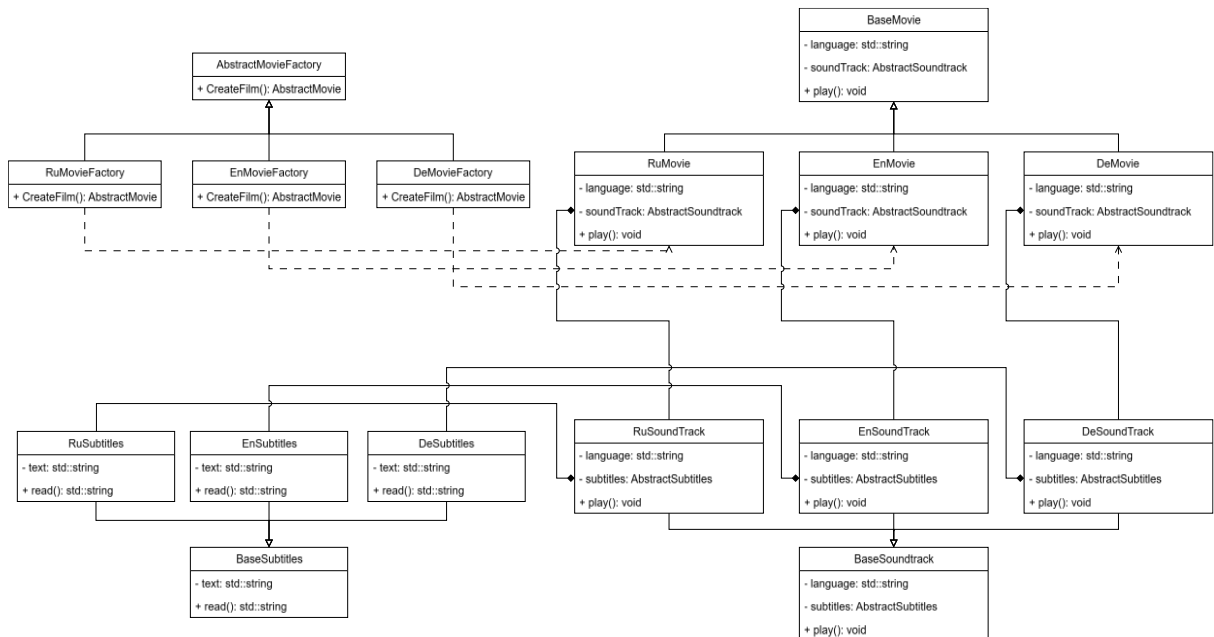 BaseMovie
- language: std::string
- soundTrack: AbstractSoundtrack
+ play(): void
AbstractMovieFactory
+ CreateFilm(): AbstractMovie
RuMovieFactory
+ CreateFilm(): AbstractMovie
EnMovieFactory
+ CreateFilm(): AbstractMovie
DeMovieFactory
+ CreateFilm(): AbstractMovie
RuMovie
- language: std::string
- soundTrack: AbstractSoundtrack
+ play(): void
EnMovie
- language: std::string
- soundTrack: AbstractSoundtrack
+ play(): void
DeMovie
- language: std::string
- soundTrack: AbstractSoundtrack
+ play(): void
RuSubtitles
- text: std::string
+ read(): std::string
EnSubtitles
- text: std::string
+ read(): std::string
DeSubtitles
- text: std::string
+ read(): std::string
RuSoundTrack
- language: std::string
- subtitles: AbstractSubtitles
+ play(): void
EnSoundTrack
- language: std::string
- subtitles: AbstractSubtitles
+ play(): void
DeSoundTrack
- language: std::string
- subtitles: AbstractSubtitles
+ play(): void
BaseSubtitles
- text: std::string
+ read(): std::string
BaseSoundtrack
- language: std::string
- subtitles: AbstractSubtitles
+ play(): void